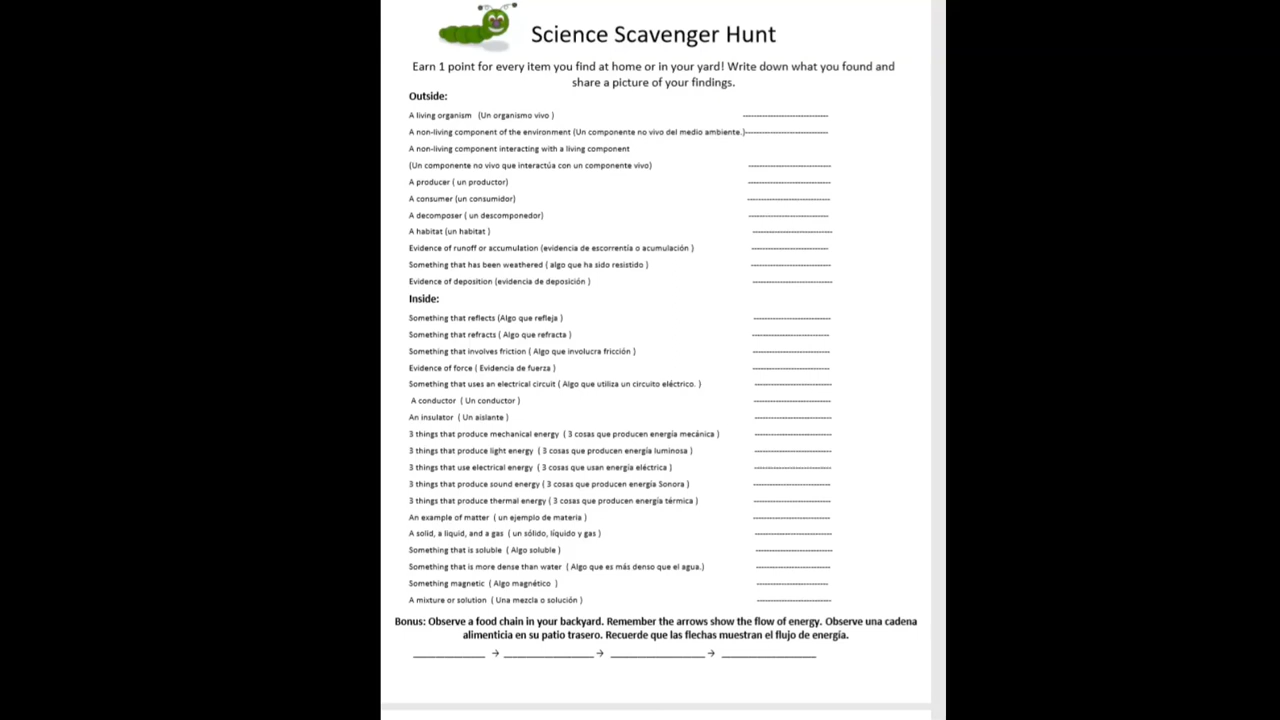 Science Scavenger Hunt
Earn 1 point for every item you find at home or in your yard! Write down what you found and
share a picture of your findings.
Outside:
A living organism (Un organismo vivo )
A non-living component of the environment (Un componente no vivo del medio ambiente.)
A non-living component interacting with a living component
(Un componente no vivo que interactúa con un componente vivo)
A producer ( un productor)
A consumer (un consumidor)
A decomposer ( un descomponedor)
A habitat (un habitat )
Evidence of runoff or accumulation (evidencia de escorrentía o acumulación )
Something that has been weathered ( algo que ha sido resistido )
Evidence of deposition (evidencia de deposición )
Inside:
Something that reflects (Algo que refleja )
Something that refracts ( Algo que refracta )
Something that involves friction ( Algo que involucra fricción )
Evidence of force ( Evidencia de fuerza )
Something that uses an electrical circuit ( Algo que utiliza un circuito eléctrico. )
A conductor ( Un conductor )
An insulator ( Un aislante )
3 things that produce mechanical energy ( 3 cosas que producen energía mecánica )
3 things that produce light energy ( 3 cosas que producen energía luminosa )
3 things that use electrical energy ( 3 cosas que usan energía eléctrica )
3 things that produce sound energy ( 3 cosas que producen energía Sonora )
3 things that produce thermal energy ( 3 cosas que producen energía térmica )
An example of matter ( un ejemplo de materia )
A solid, a liquid, and a gas ( un sólido, líquido y gas )
Something that is soluble ( Algo soluble )
Something that is more dense than water ( Algo que es más denso que el agua.)
Something magnetic ( Algo magnético )
A mixture or solution ( Una mezcla o solución )
Bonus: Observe a food chain in your backyard. Remember the arrows show the flow of energy. Observe una cadena
alimenticia en su patio trasero. Recuerde que las flechas muestran el flujo de energía.
____________ → ____________ → ____________ → ____________